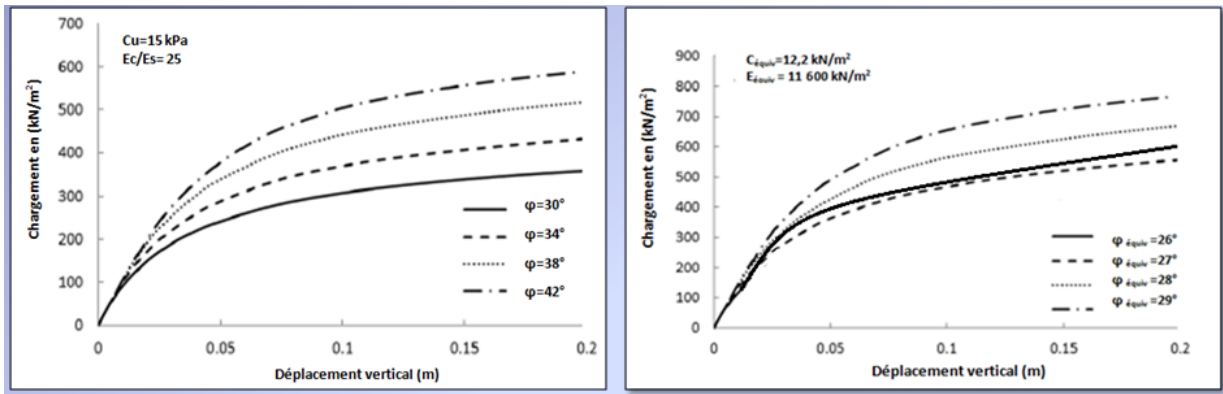 700
600
500
400
300
200
100
0
Chargement en (kN/m²)
Cu=15 kPa
Ec/Es= 25
φ=30°
φ=34°
φ=38°
φ=42°
0
0.05
0.1
0.15
0.2
Déplacement vertical (m)
900
800
700
600
500
400
300
200
100
0
Chargement en (kN/m²)
Céquiv=12,2 kN/m²
Eéquiv = 11 600 kN/m²
φ équiv =26°
φ équiv =27°
φ équiv =28°
φ équiv =29°
0
0.05
0.1
0.15
0.2
Déplacement vertical (m)